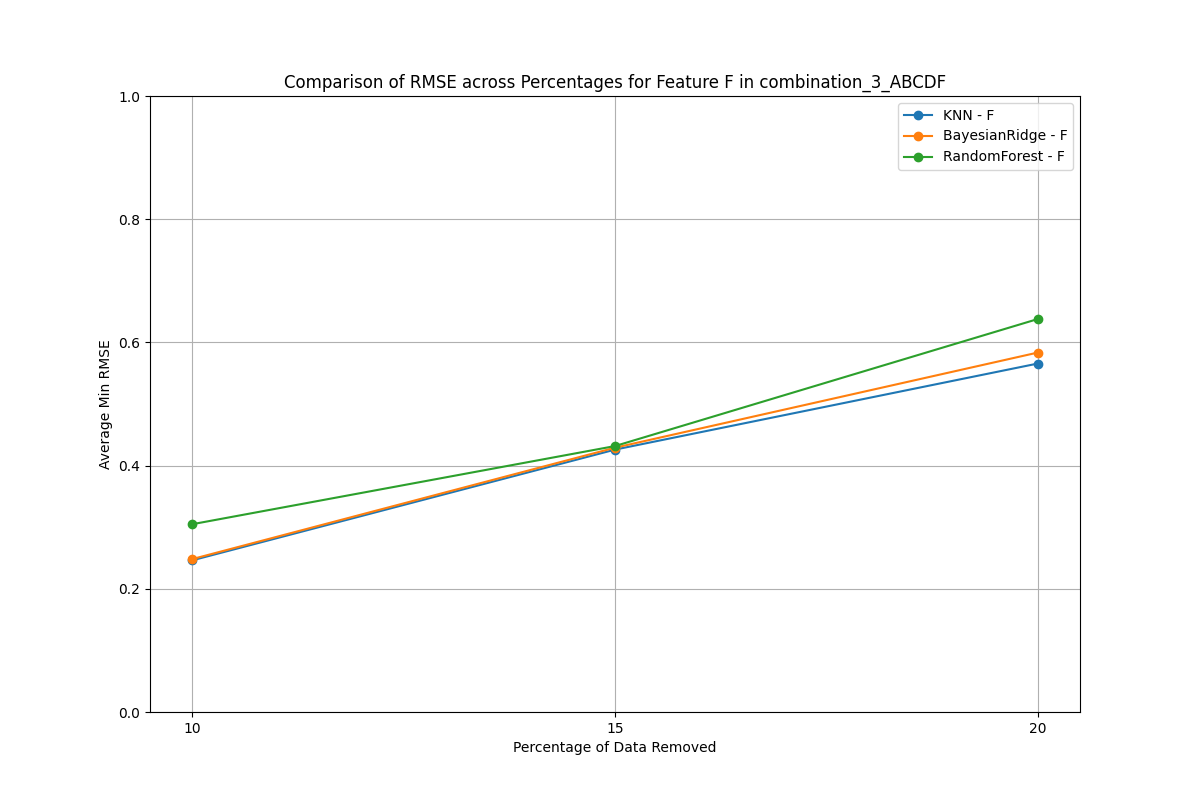 Comparison of RMSE across Percentages for Feature F in combination_3_ABCDF
1.0
0.8
0.6
0.4
0.2
0.0
Average Min RMSE
KNN - F
BayesianRidge - F
RandomForest - F
10
15
20
Percentage of Data Removed